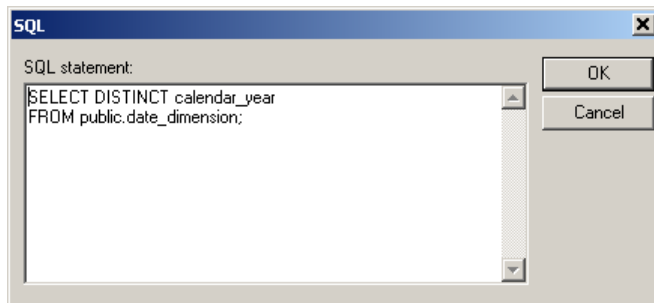 SQL
SQL statement:
OK
SELECT DISTINCT calendar_year
FROM public.date_dimension;
Cancel